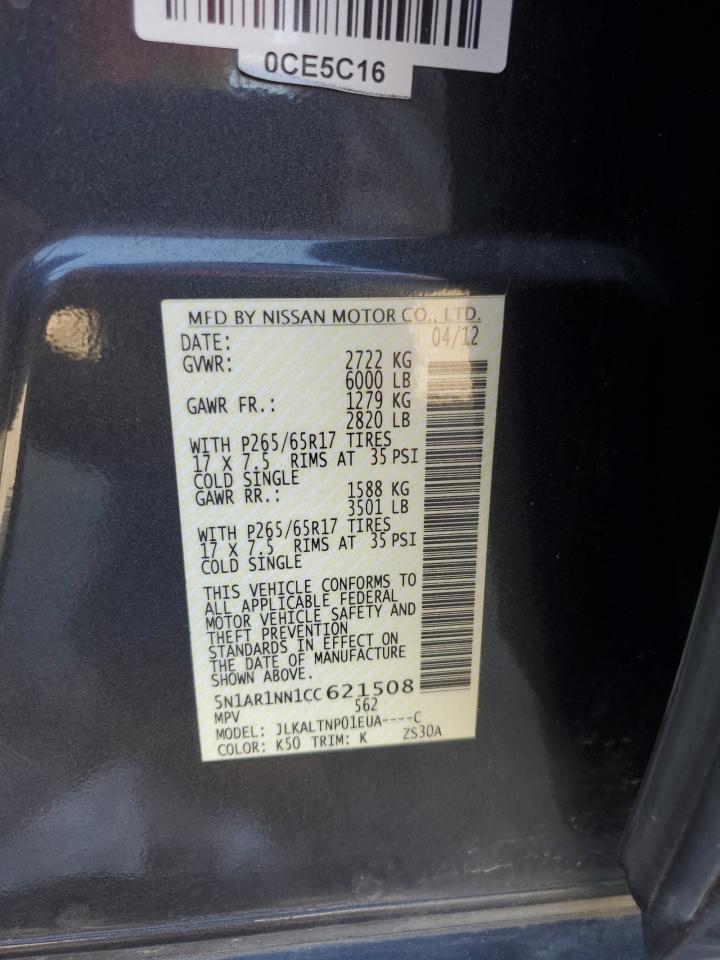 0CE5C16
MFD BY NISSAN MOTOR CO., LTD.
DATE: 04/12
GVWR: 2722 KG
6000 LB
GAWR FR.: 1279 KG
2820 LB
WITH P265/65R17 TIRES
17 X 7.5 RIMS AT 35 PSI
COLD SINGLE
GAWR RR.: 1588 KG
3501 LB
WITH P265/65R17 TIRES
17 X 7.5 RIMS AT 35 PSI
COLD SINGLE
THIS VEHICLE CONFORMS TO
ALL APPLICABLE FEDERAL
MOTOR VEHICLE SAFETY AND
THEFT PREVENTION
STANDARDS IN EFFECT ON
THE DATE OF MANUFACTURE
SHOWN ABOVE.
5N1AR1NN1CC621508
MPV 562
MODEL: JLKALTNP01EUA----C
COLOR: K50 TRIM: K ZS30A